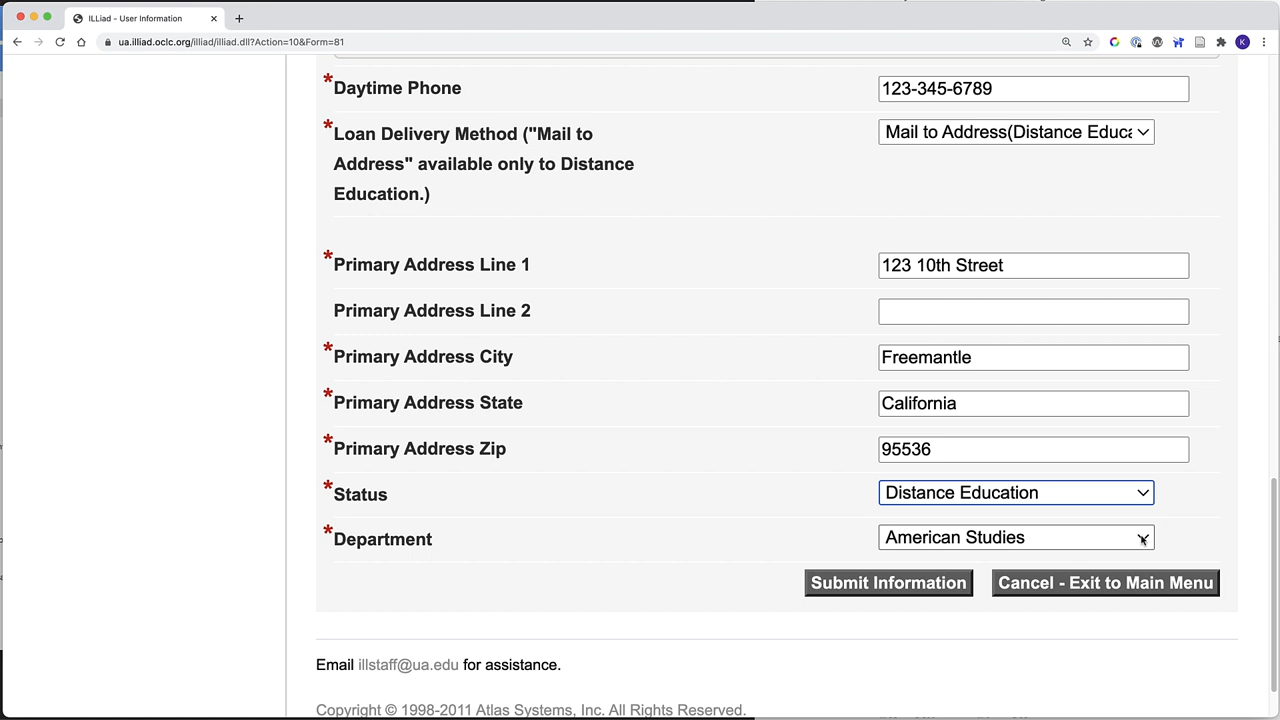 ILLiad - User Information
ua.illiad.oclc.org/illiad/illiad.dll?Action=10&Form=81
K
* Daytime Phone 123-345-6789
* Loan Delivery Method ("Mail to Mail to Address(Distance Educa
Address" available only to Distance
Education.)
* Primary Address Line 1 123 10th Street
Primary Address Line 2
* Primary Address City Freemantle
* Primary Address State California
* Primary Address Zip 95536
* Status Distance Education
* Department American Studies
Submit Information Cancel - Exit to Main Menu
Email illstaff@ua.edu for assistance.
Copyright © 1998-2011 Atlas Systems, Inc. All Rights Reserved.